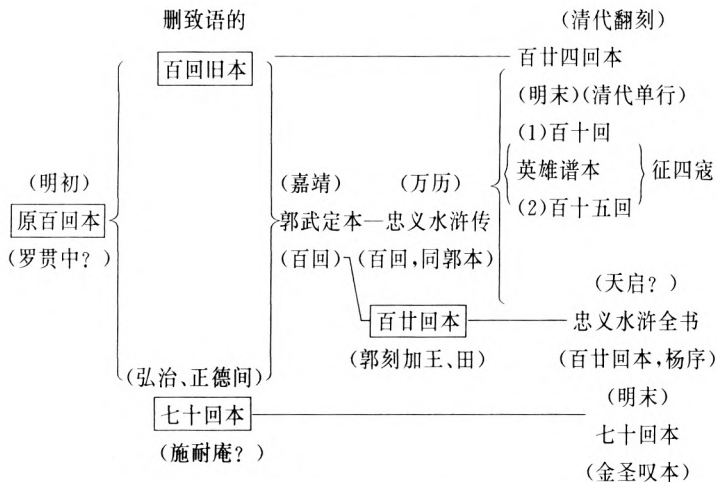 删致语的
(清代翻刻)
百回旧本
百廿四回本
(明末)(清代单行)
(1)百十回
英雄谱本
征四寇
(2)百十五回
(明初)
(嘉靖)
(万历)
原百回本
郭武定本—忠义水浒传
(罗贯中?)
(百回)
(百回,同郭本)
(天启?)
百廿回本
忠义水浒全书
(郭刻加王、田)
(百廿回本,杨序)
(弘治、正德间)
(明末)
七十回本
七十回本
(施耐庵?)
(金圣叹本)